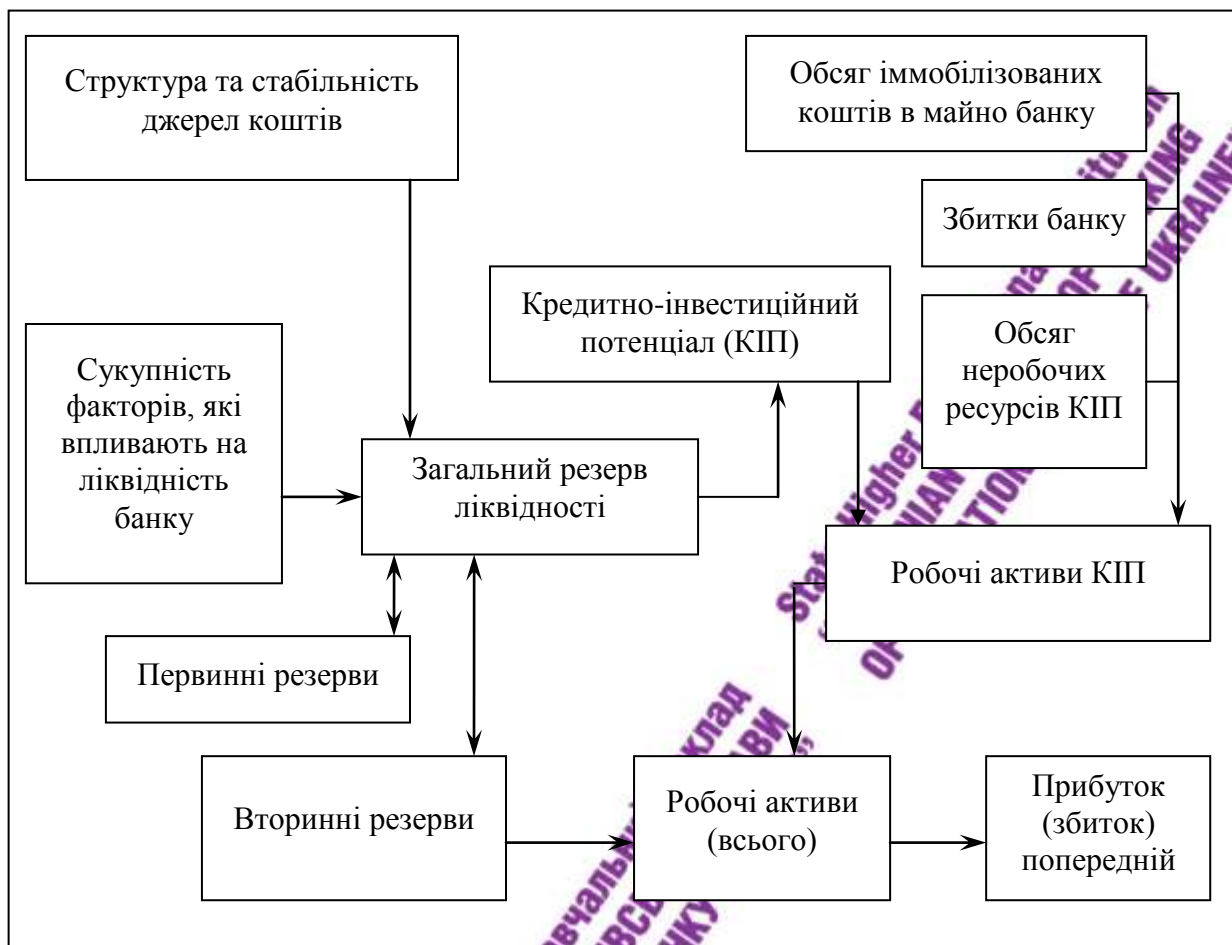 Структура та стабільність
джерел коштів
Обсяг іммобілізованих
коштів в майно банку
Збитки банку
Кредитно-інвестиційний
потенціал (КІП)
Обсяг
неробочих
ресурсів КІП
Сукупність
факторів, які
впливають на
ліквідність
банку
Загальний резерв
ліквідності
Робочі активи КІП
Первинні резерви
Вторинні резерви
Робочі активи
(всього)
Прибуток
(збиток)
попередній